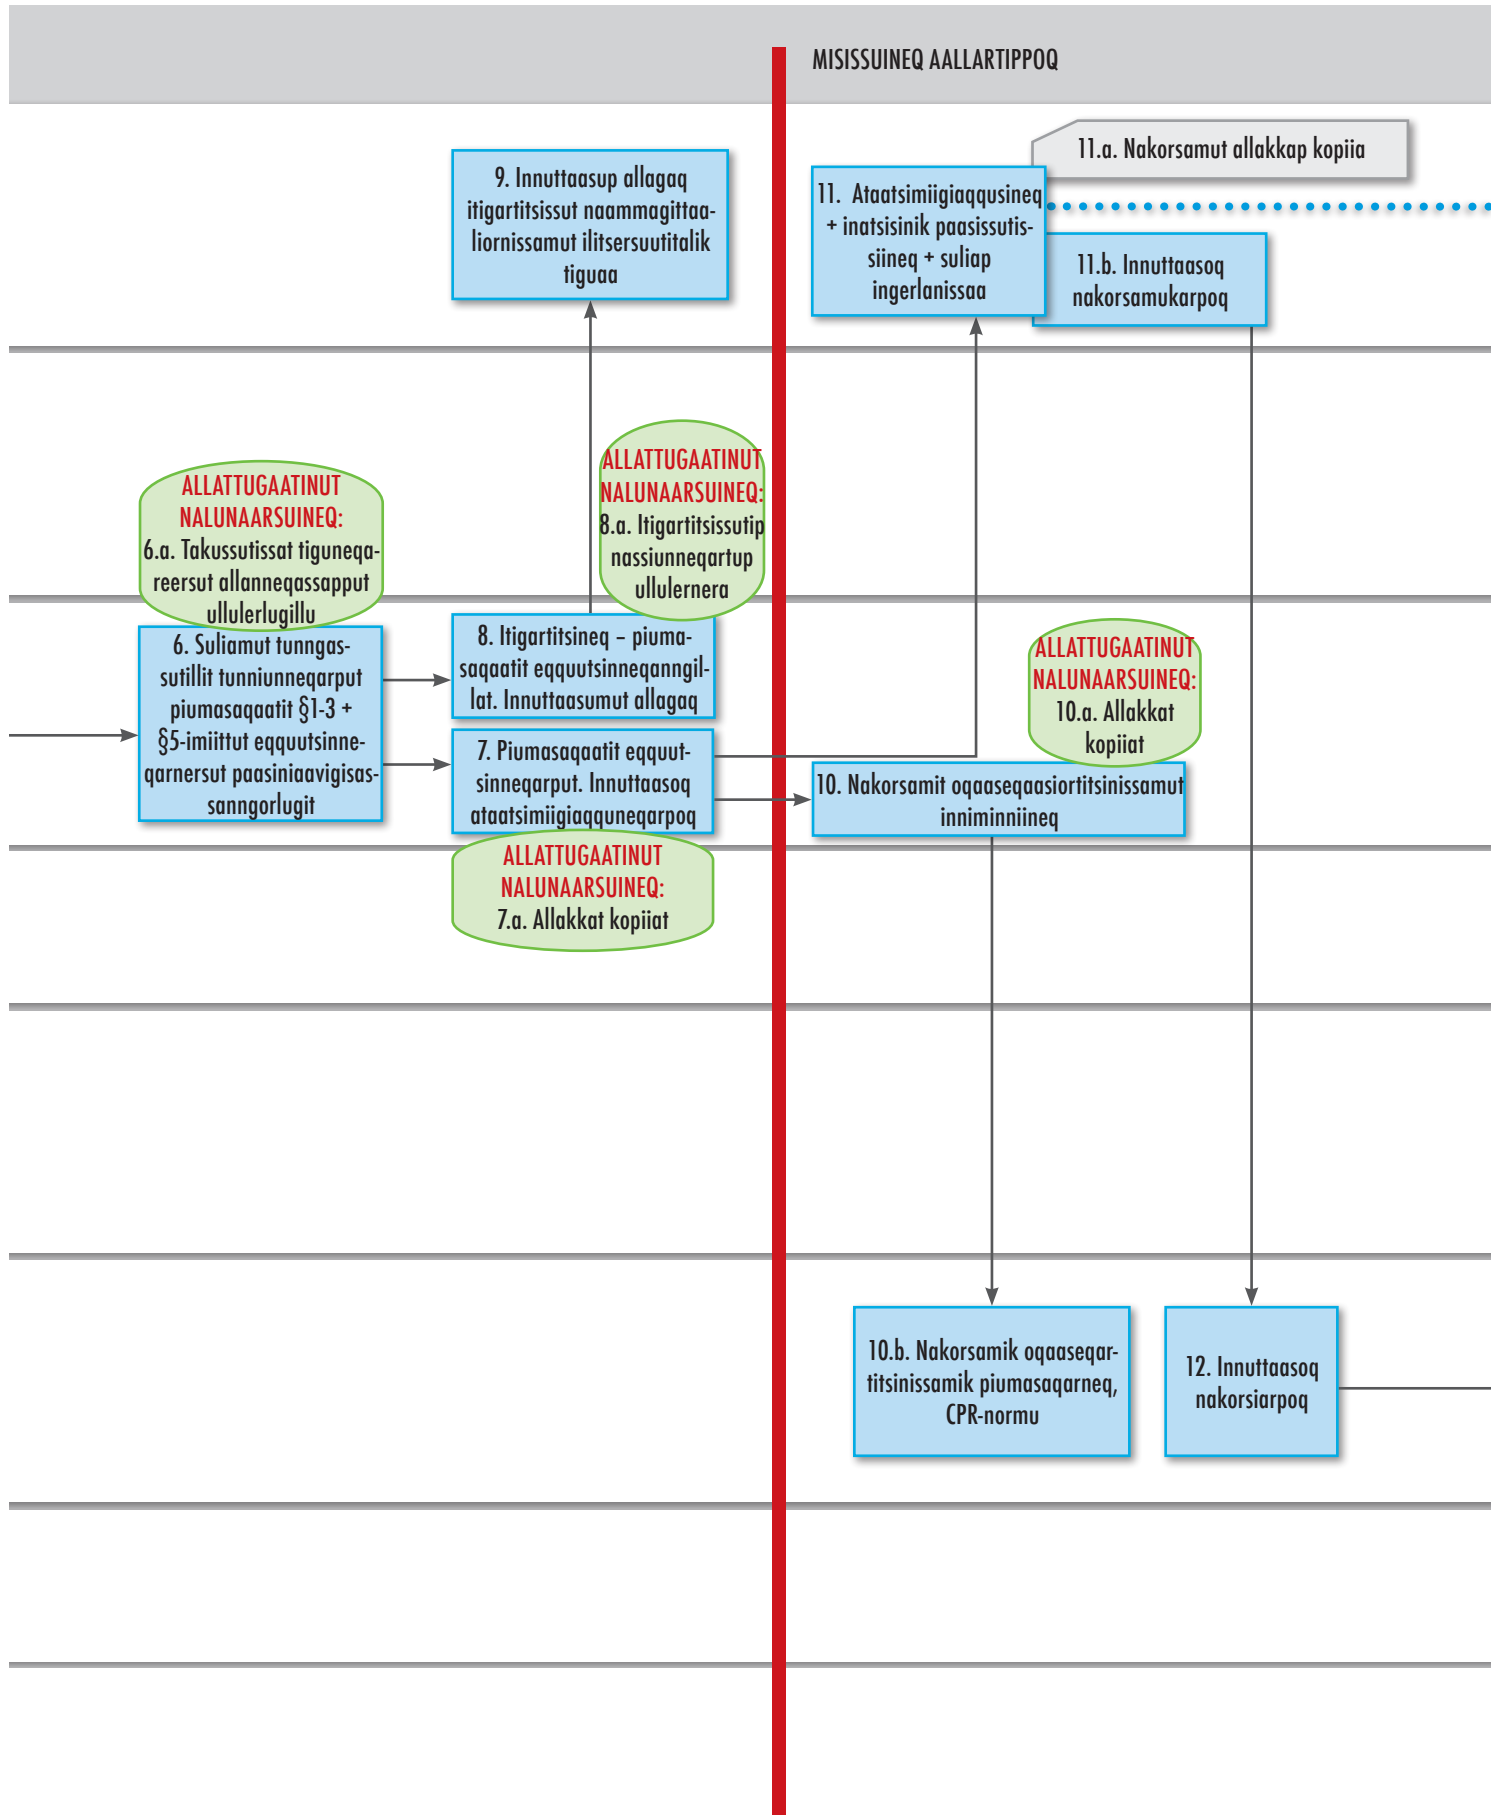 MISISSUINEQ AALLARTIPPOQ
11.a. Nakorsamut allakkap kopiia
9. Innuttaasup allagaq
itigartitsissut naammagittaa-
liornissamut ilitsersuutitalik
tiguaa
11. Ataatsimiigiaqqusineq
+ inatsisinik paasissutis-
siineq + suliap
ingerlanissaa
11.b. Innuttaasoq
nakorsamukarpoq
ALLATTUGAATINUT
NALUNAARSUINEQ:
6.a. Takussutissat tiguneqa-
reersut allanneqassapput
ullulerlugillu
ALLATTUGAATINUT
NALUNAARSUINEQ:
8.a. Itigartitsissutip
nassiunneqartup
ullulernera
6. Suliamut tunngas-
sutillit tunniunneqarput
piumasaqaatit §1-3 +
§5-imiittut eqquutsinne-
qarnersut paasiniaavigisas-
sanngorlugit
8. Itigartitsineq – piuma-
saqaatit eqquutsinneqanngil-
lat. Innuttaasumut allagaq
7. Piumasaqaatit eqquut-
sinneqarput. Innuttaasoq
ataatsimiigiaqquneqarpoq
ALLATTUGAATINUT
NALUNAARSUINEQ:
7.a. Allakkat kopiiat
ALLATTUGAATINUT
NALUNAARSUINEQ:
10.a. Allakkat
kopiiat
10. Nakorsamit oqaaseqaasiortitsinissamut
inniminniineq
10.b. Nakorsamik oqaaseqar-
titsinissamik piumasaqarneq,
CPR-normu
12. Innuttaasoq
nakorsiarpoq